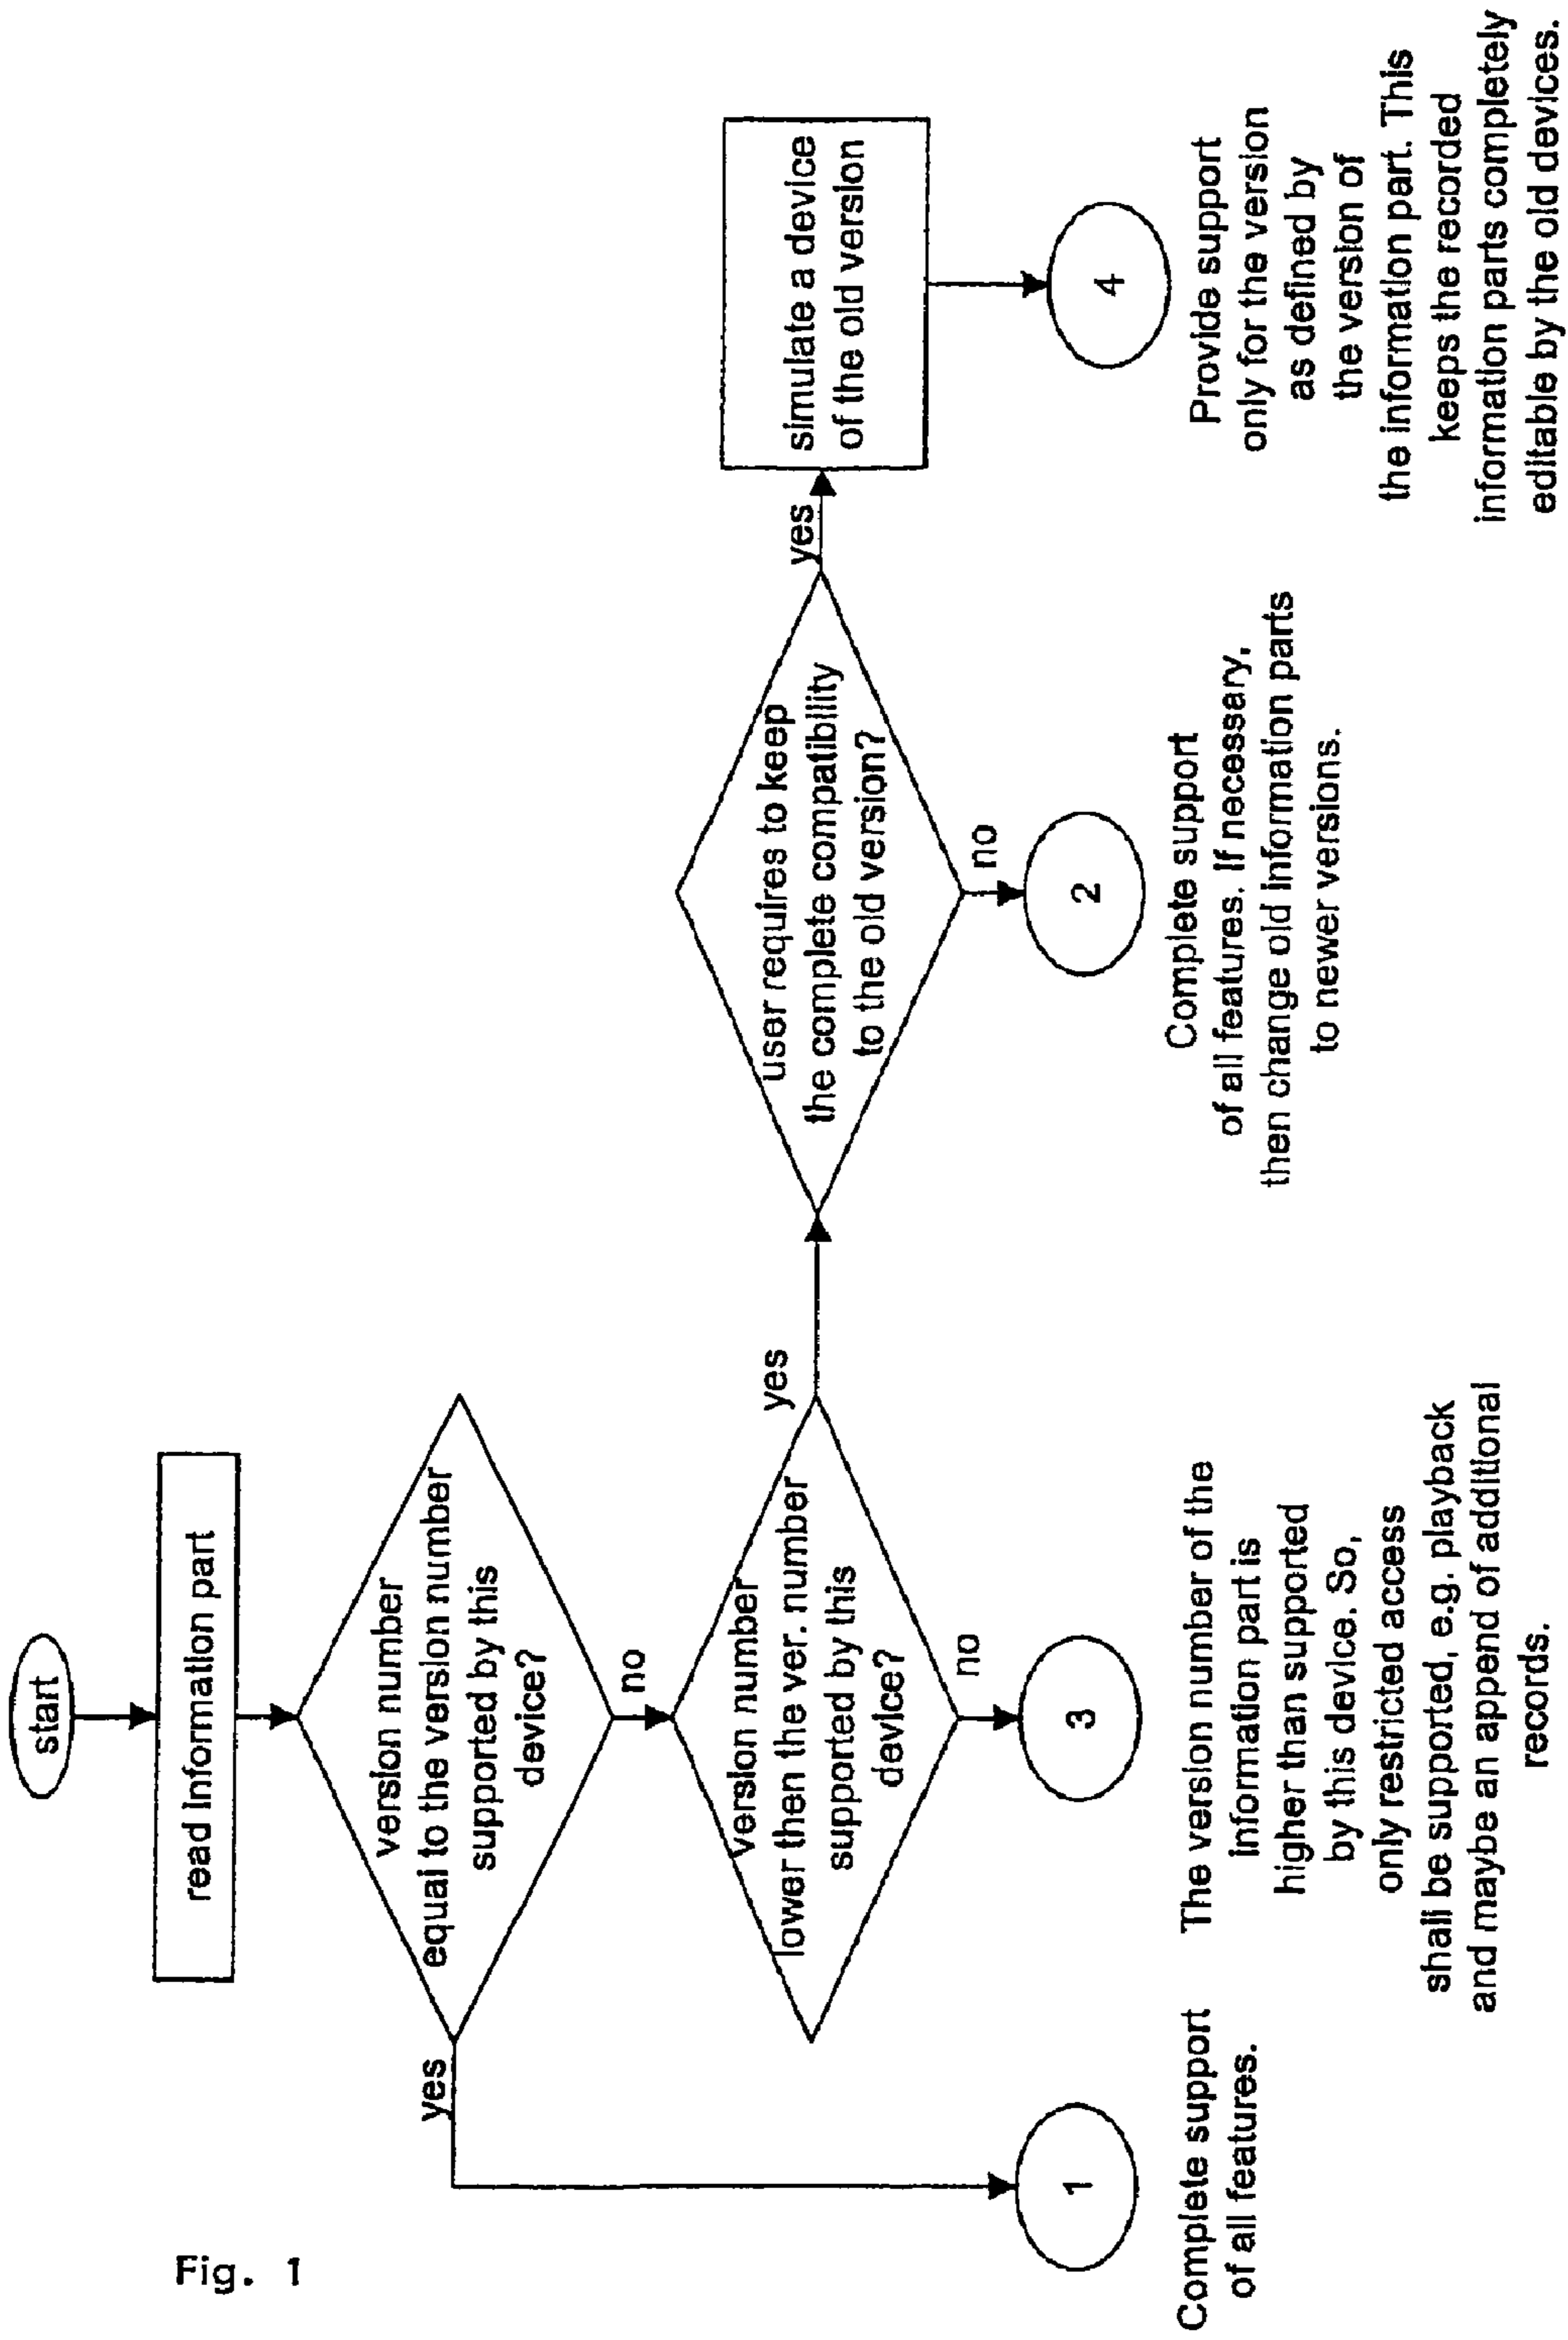 Fig. 1
start
read information part
version number
equal to the version number
supported by this
device?
yes
no
version number
lower then the ver. number
supported by this
device?
yes
no
user requires to keep
the complete compatibility
to the old version?
yes
no
simulate a device
of the old version
1
Complete support
of all features.
3
The version number of the
information part is
higher than supported
by this device. So,
only restricted access
shall be supported, e.g. playback
and maybe an append of additional
records.
2
Complete support
of all features. If necessary,
then change old information parts
to newer versions.
4
Provide support
only for the version
as defined by
the version of
the information part. This
keeps the recorded
information parts completely
editable by the old devices.